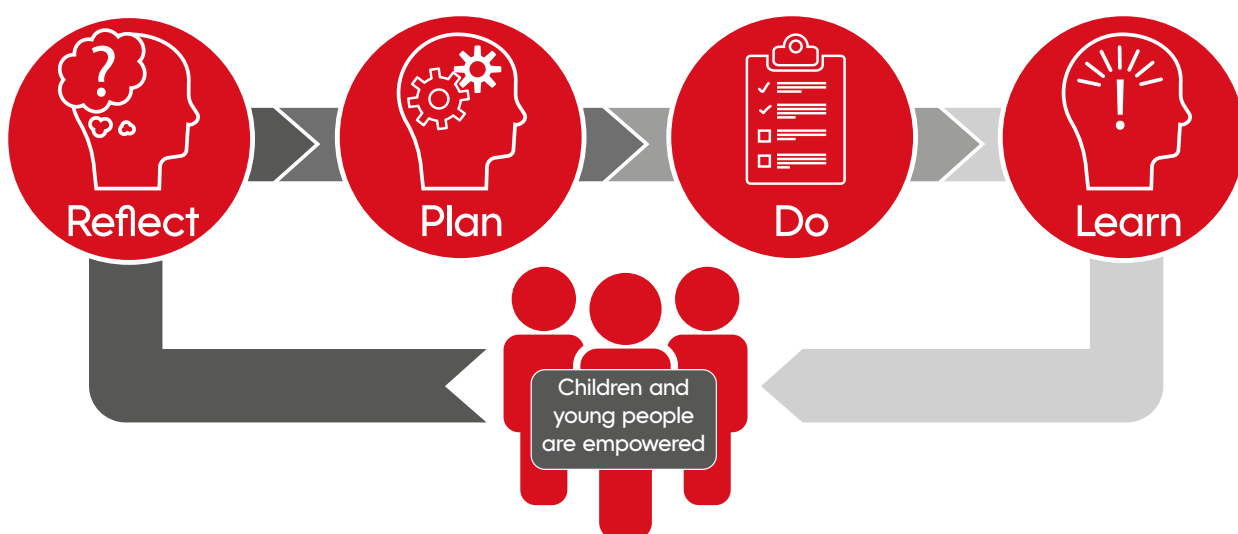 Reflect
Plan
Do
Learn
Children and
young people
are empowered